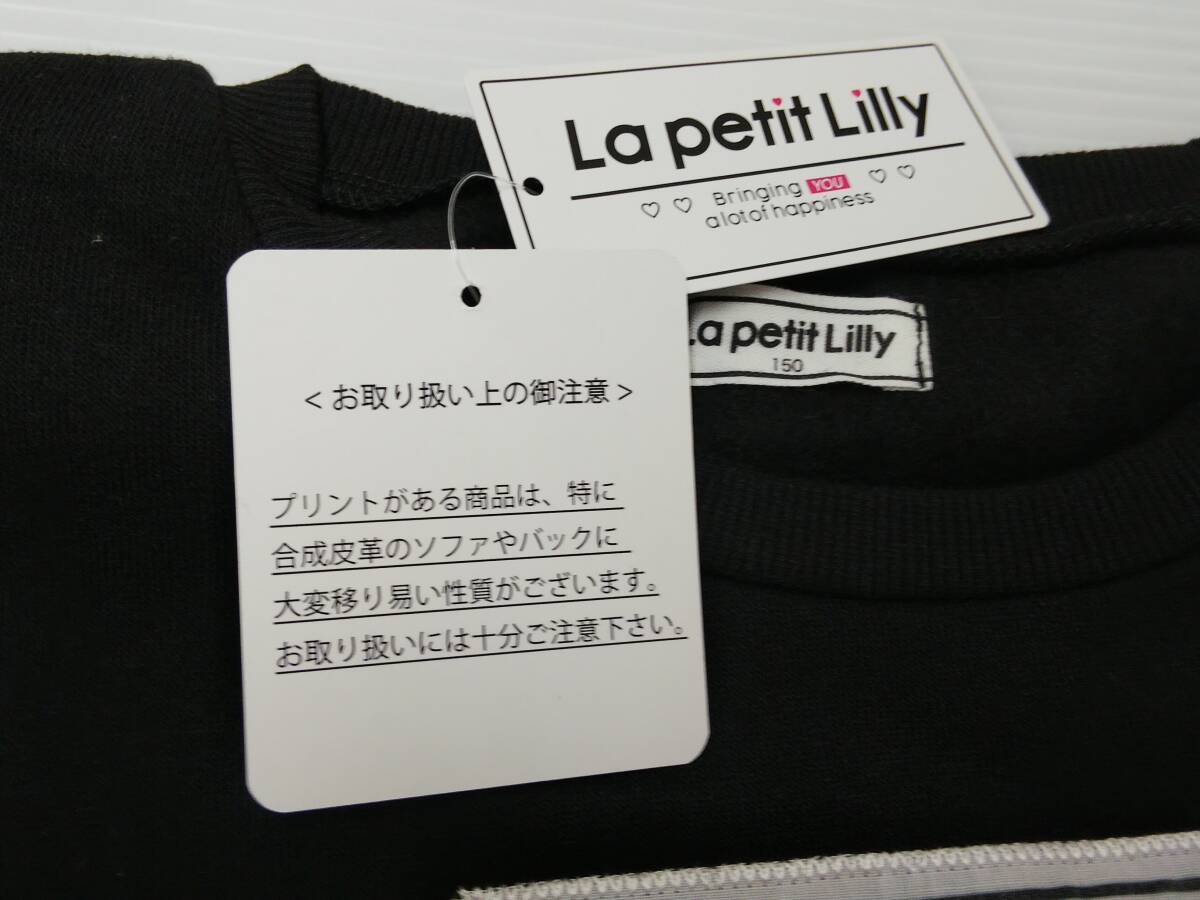 La petit Lilly
♡ ♡ Bringing YOU ♡ ♡
a lot of happiness
La petit Lilly
150
< お取り扱い上の御注意 >
プリントがある商品は、特に
合成皮革のソファやバックに
大変移り易い性質がございます。
お取り扱いには十分ご注意下さい。